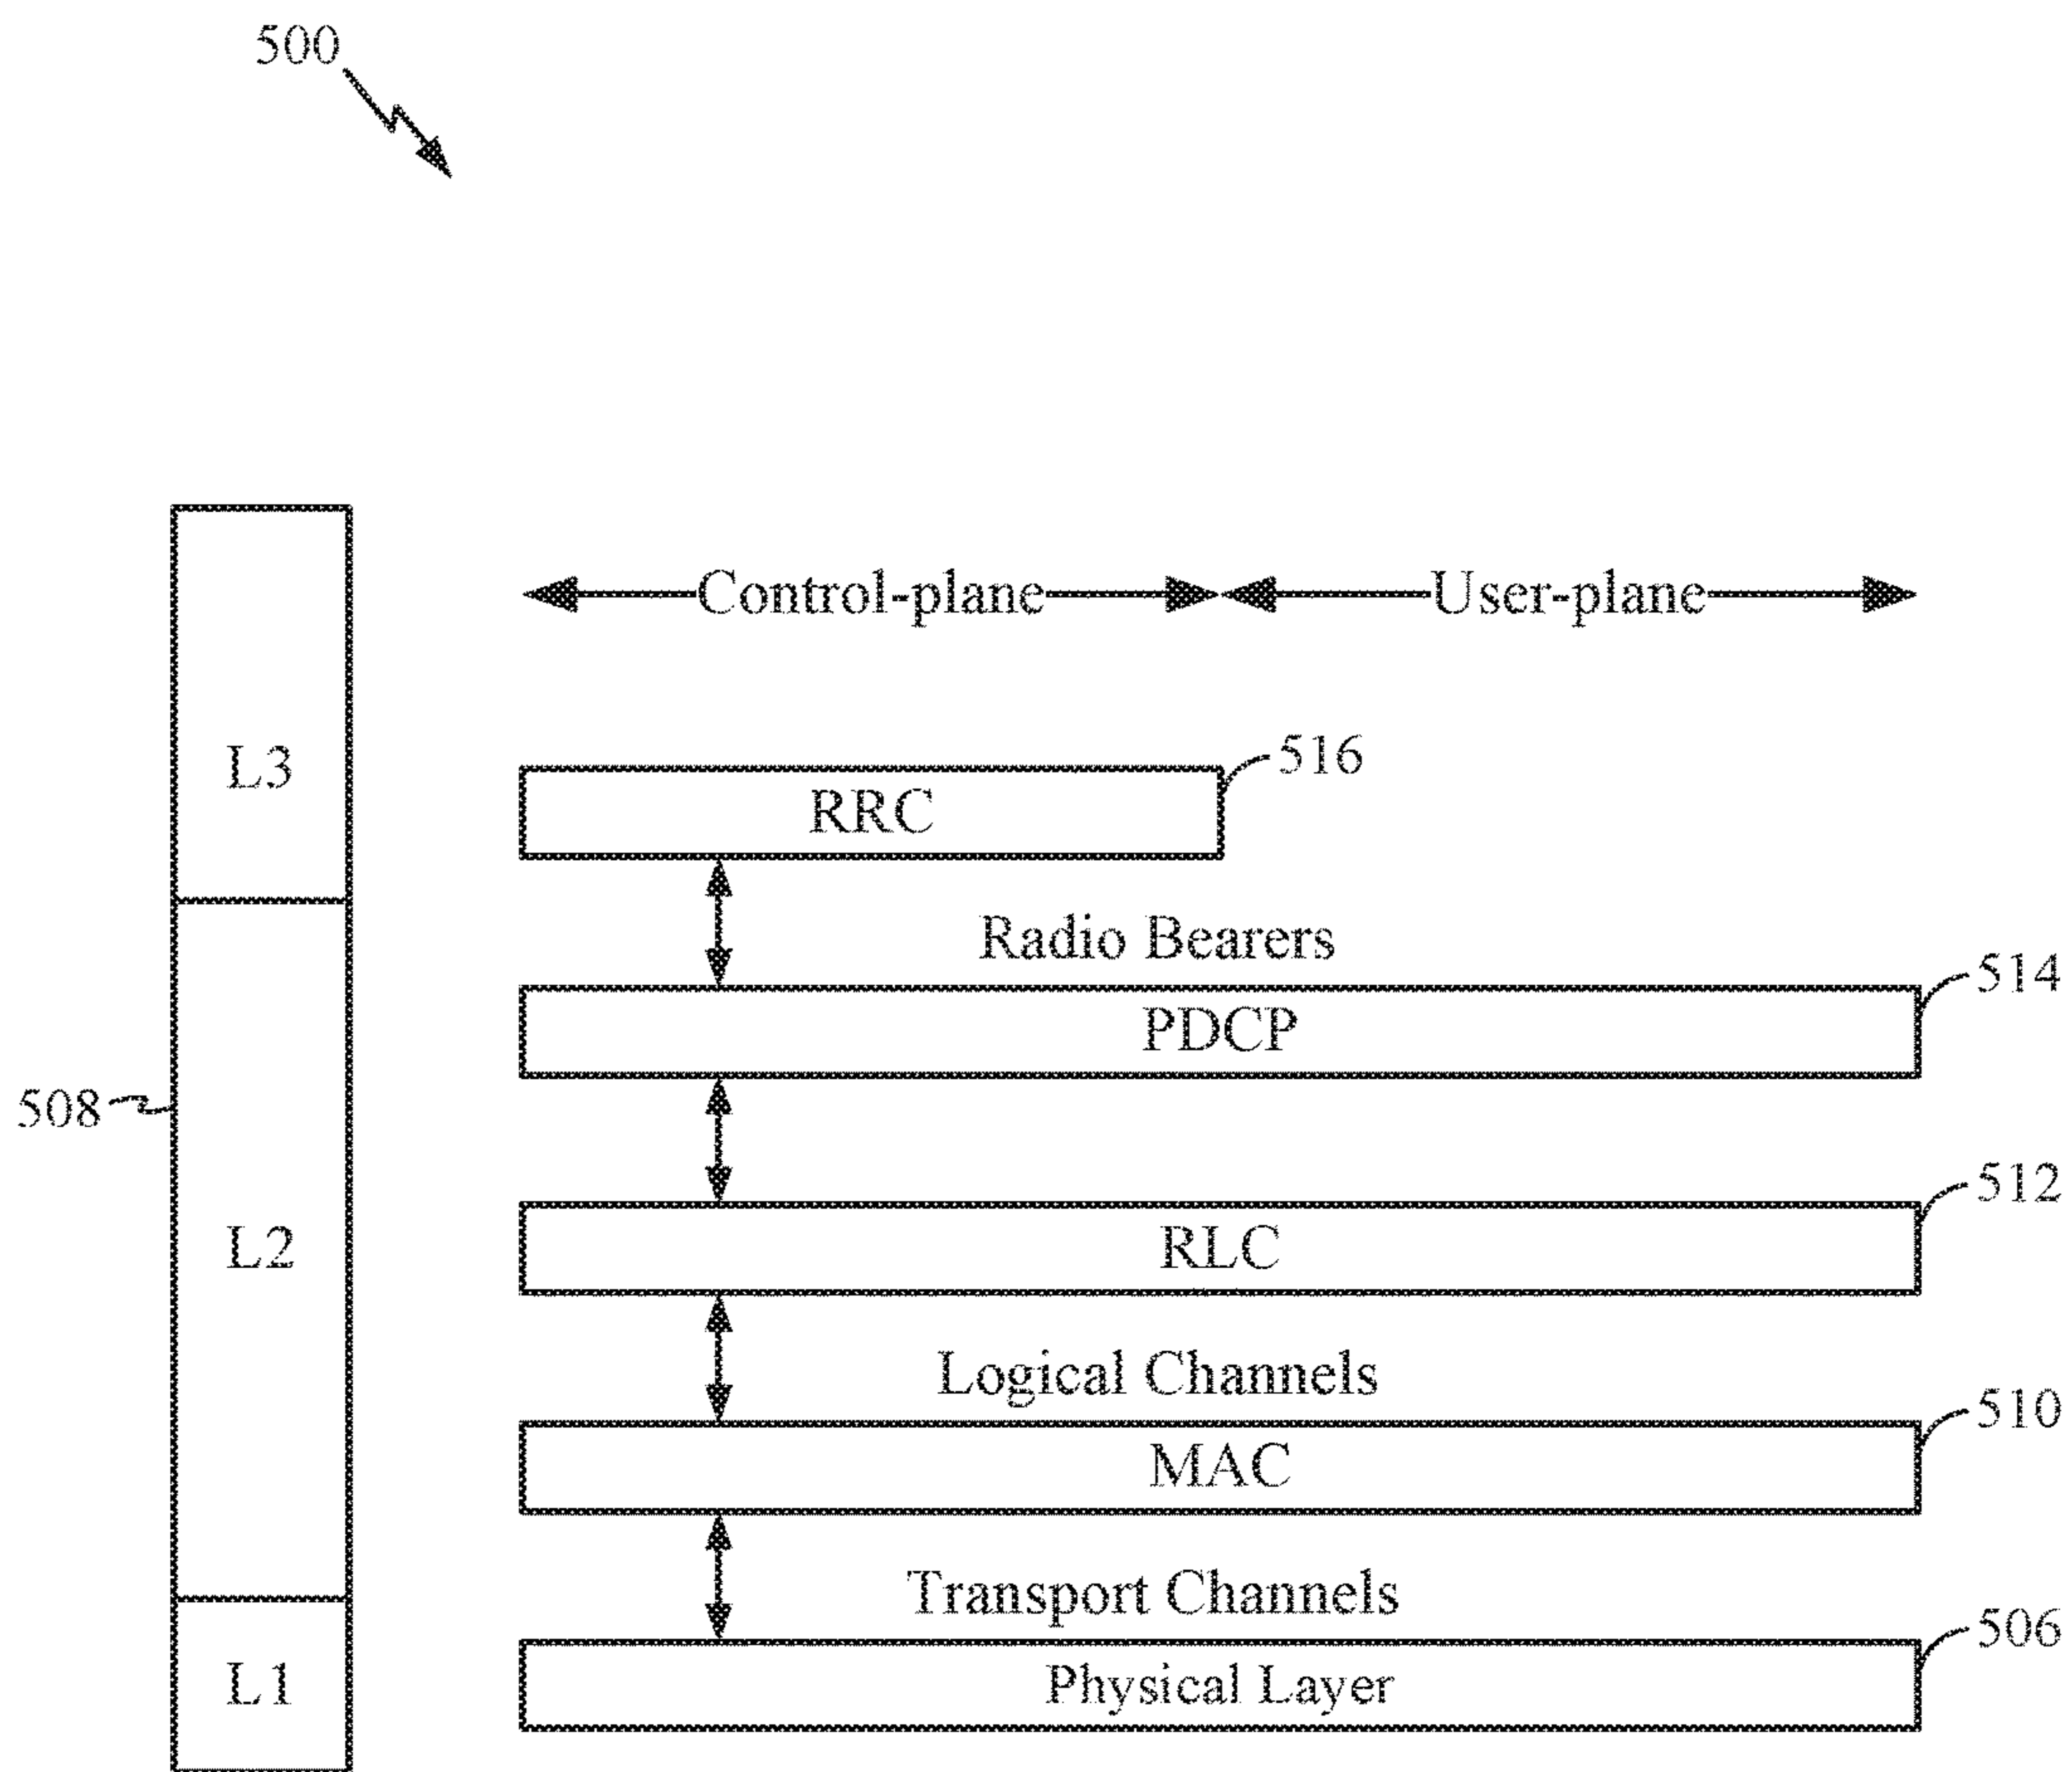 500
Control-plane User-plane
L3
516
RRC
Radio Bearers
514
PDCP
508
512
L2
RLC
Logical Channels
510
MAC
Transport Channels
506
L1
Physical Layer